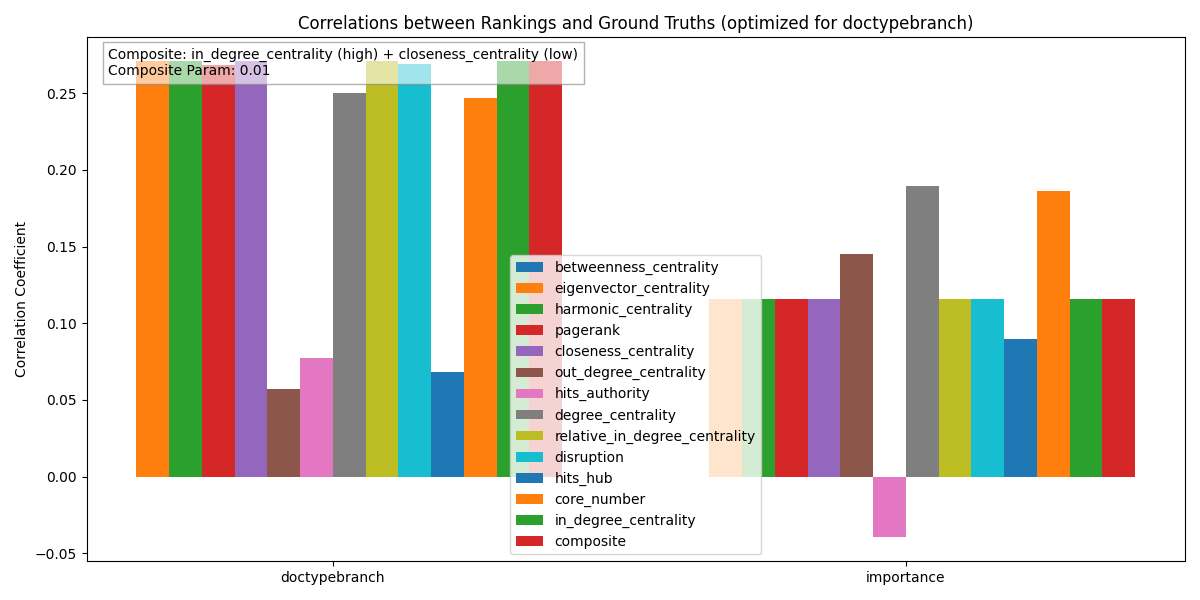 Correlations between Rankings and Ground Truths (optimized for doctypebranch)
Composite: in_degree_centrality (high) + closeness_centrality (low)
Composite Param: 0.01
Correlation Coefficient
0.25
0.20
0.15
0.10
0.05
0.00
−0.05
betweenness_centrality
eigenvector_centrality
harmonic_centrality
pagerank
closeness_centrality
out_degree_centrality
hits_authority
degree_centrality
relative_in_degree_centrality
disruption
hits_hub
core_number
in_degree_centrality
composite
doctypebranch
importance